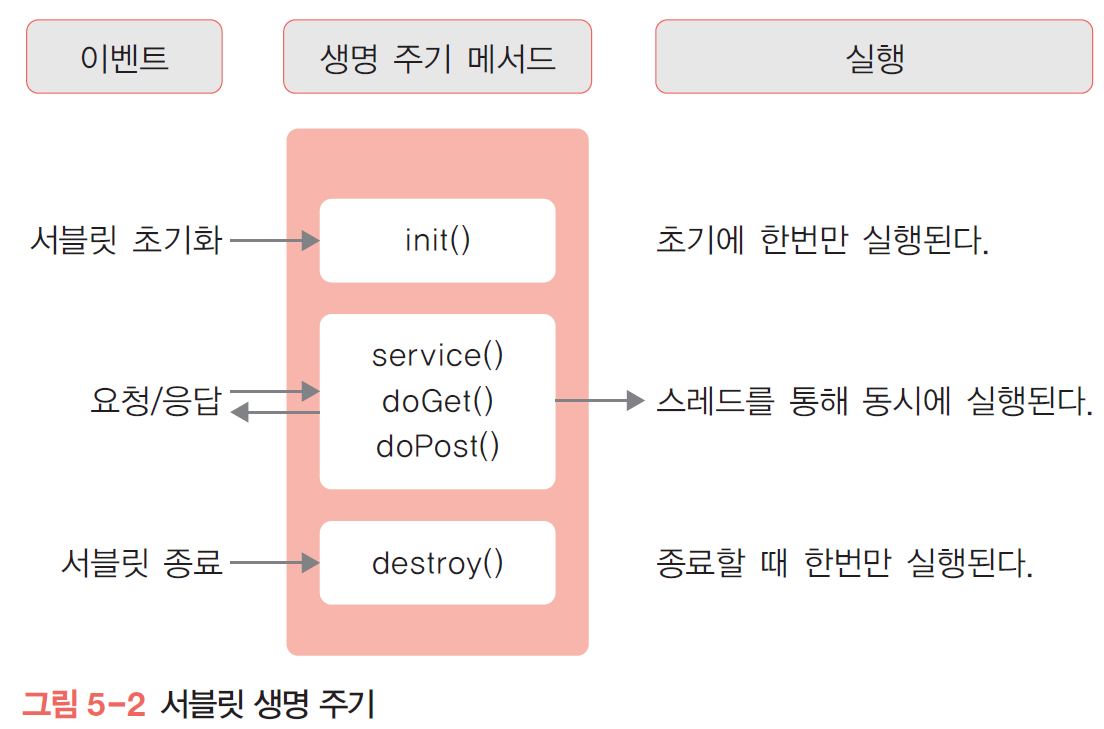 이벤트
생명 주기 메서드
실행
서블릿 초기화
init()
초기에 한번만 실행된다.
요청/응답
service()
doGet()
doPost()
스레드를 통해 동시에 실행된다.
서블릿 종료
destroy()
종료할 때 한번만 실행된다.
그림 5-2 서블릿 생명 주기